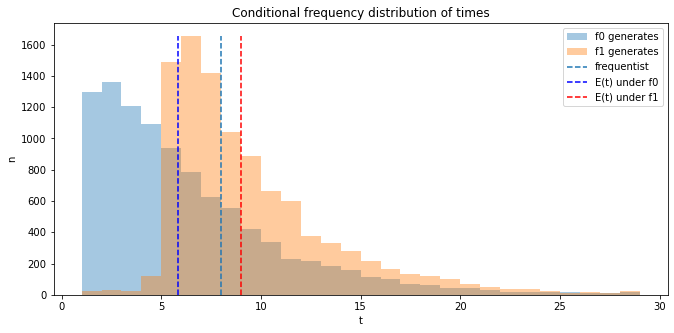 Conditional frequency distribution of times
f0 generates
f1 generates
frequentist
E(t) under f0
E(t) under f1
n
1600
1400
1200
1000
800
600
400
200
0
0 5 10 15 20 25 30
t